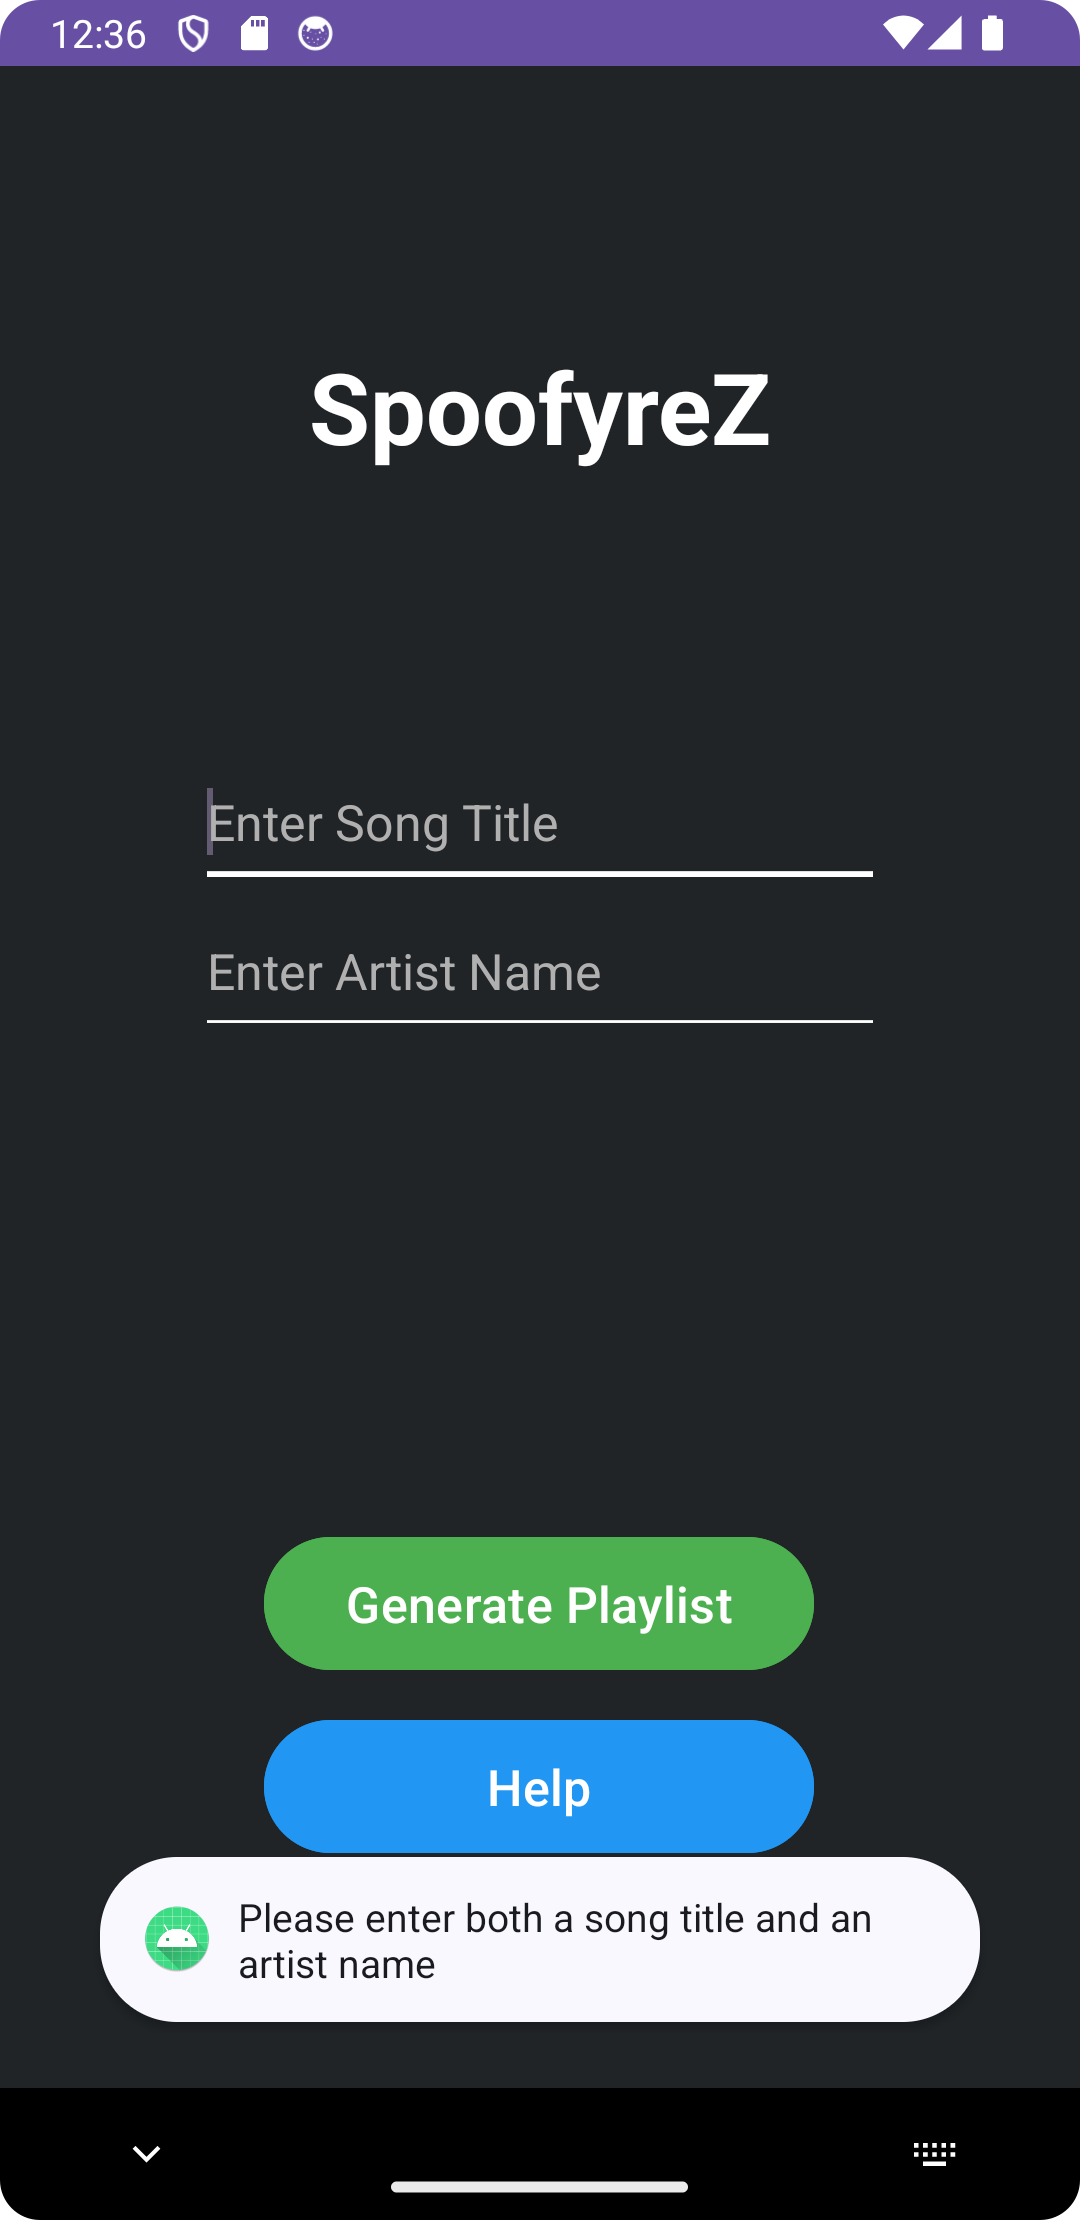 12:36
SpoofyreZ
Enter Song Title
Enter Artist Name
Generate Playlist
Help
Please enter both a song title and an
artist name